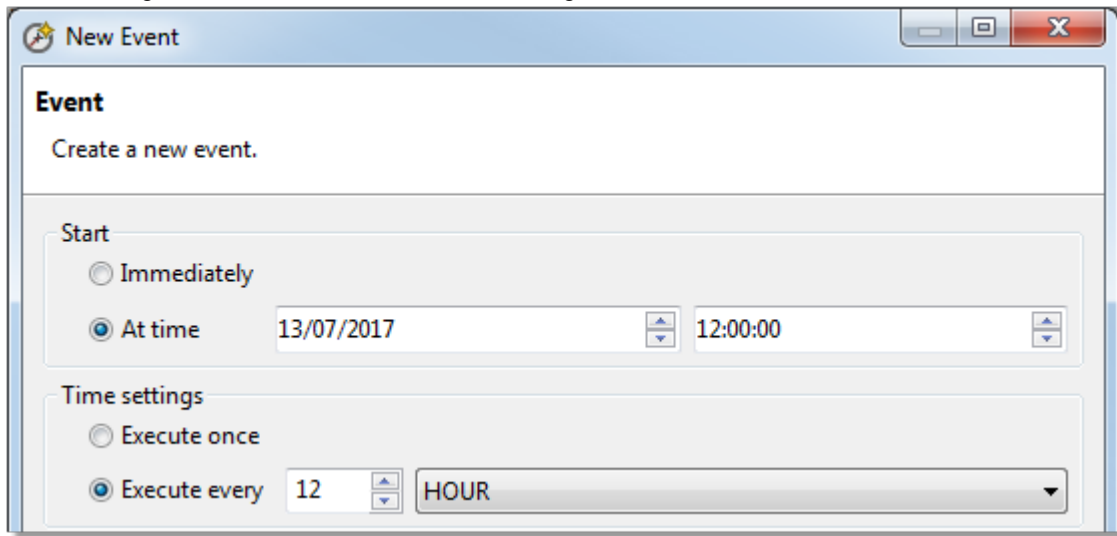 New Event
Event
Create a new event.
Start
Immediately
At time 13/07/2017 12:00:00
Time settings
Execute once
Execute every 12 HOUR